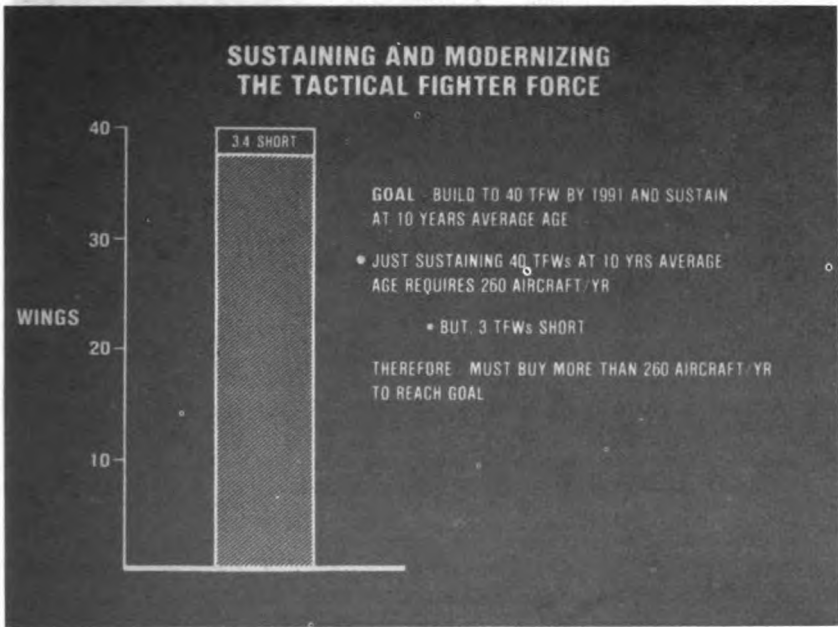 SUSTAINING AND MODERNIZING
THE TACTICAL FIGHTER FORCE
40
3.4 SHORT
30
WINGS
20
10
GOAL - BUILD TO 40 TFW BY 1991 AND SUSTAIN
AT 10 YEARS AVERAGE AGE
• JUST SUSTAINING 40 TFWs AT 10 YRS AVERAGE
AGE REQUIRES 260 AIRCRAFT/YR
• BUT, 3 TFWs SHORT
THEREFORE MUST BUY MORE THAN 260 AIRCRAFT/YR
TO REACH GOAL